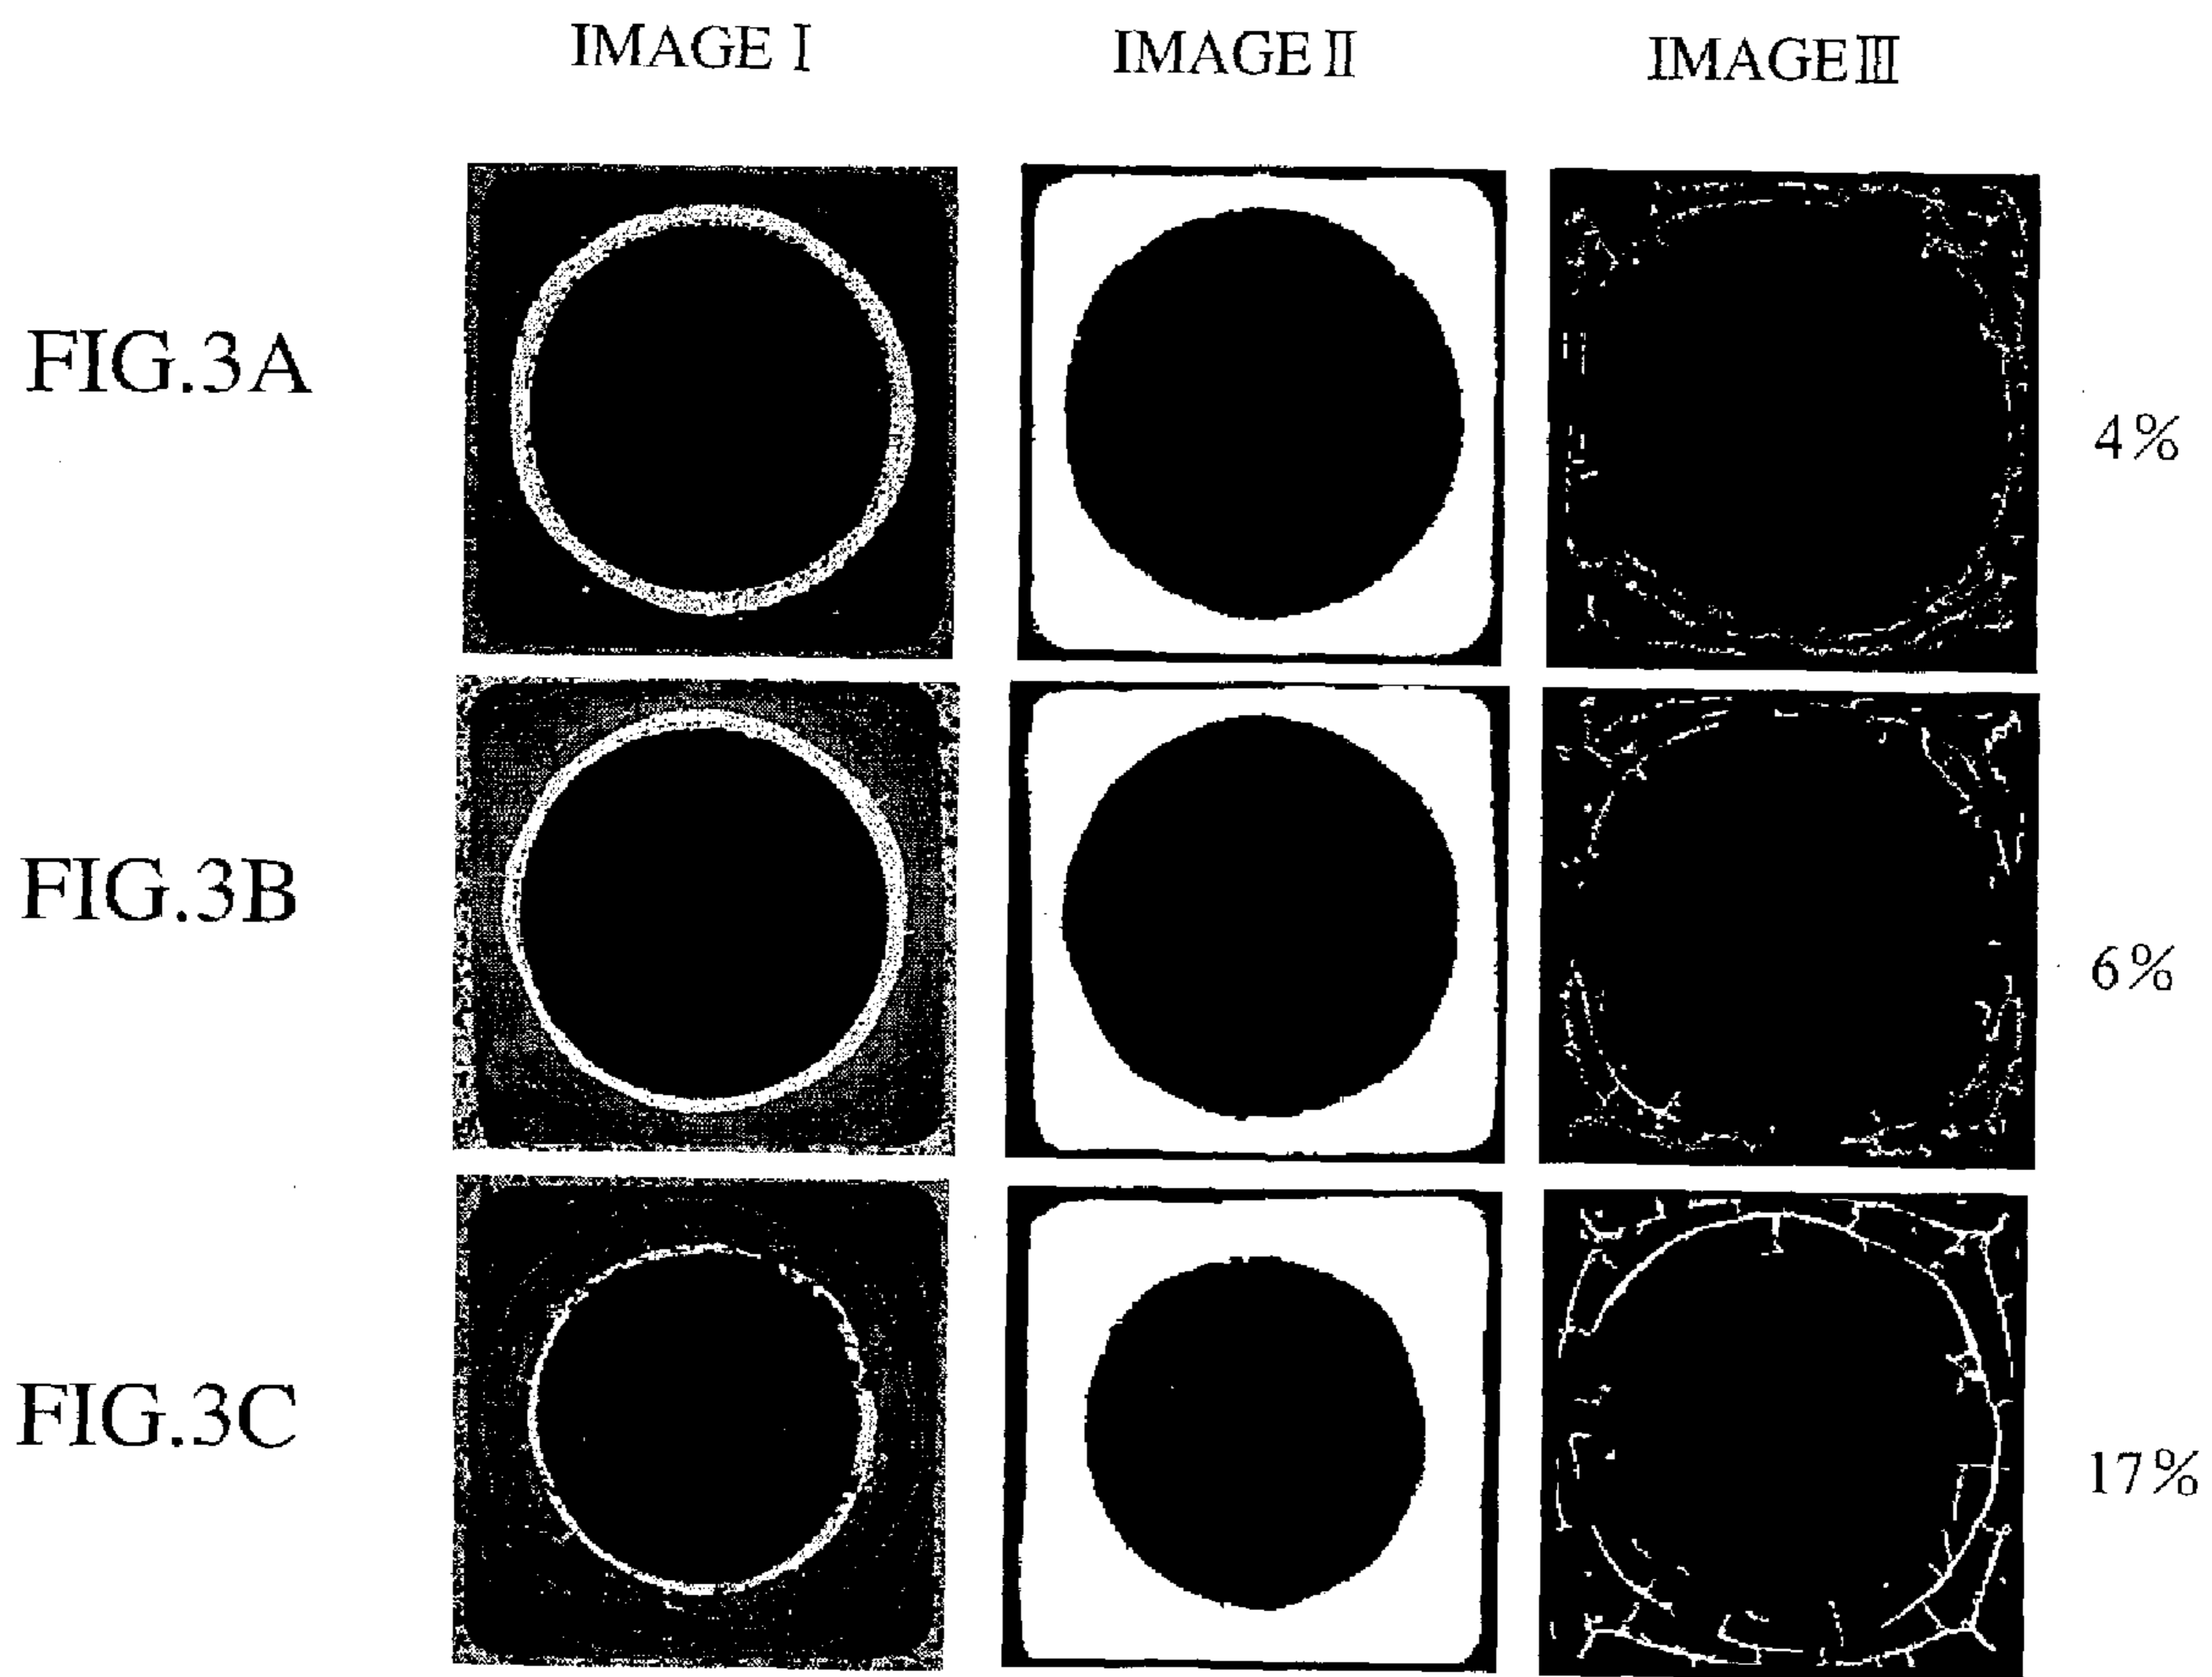 IMAGE I IMAGE II IMAGE III
FIG.3A
4%
FIG.3B
6%
FIG.3C
17%